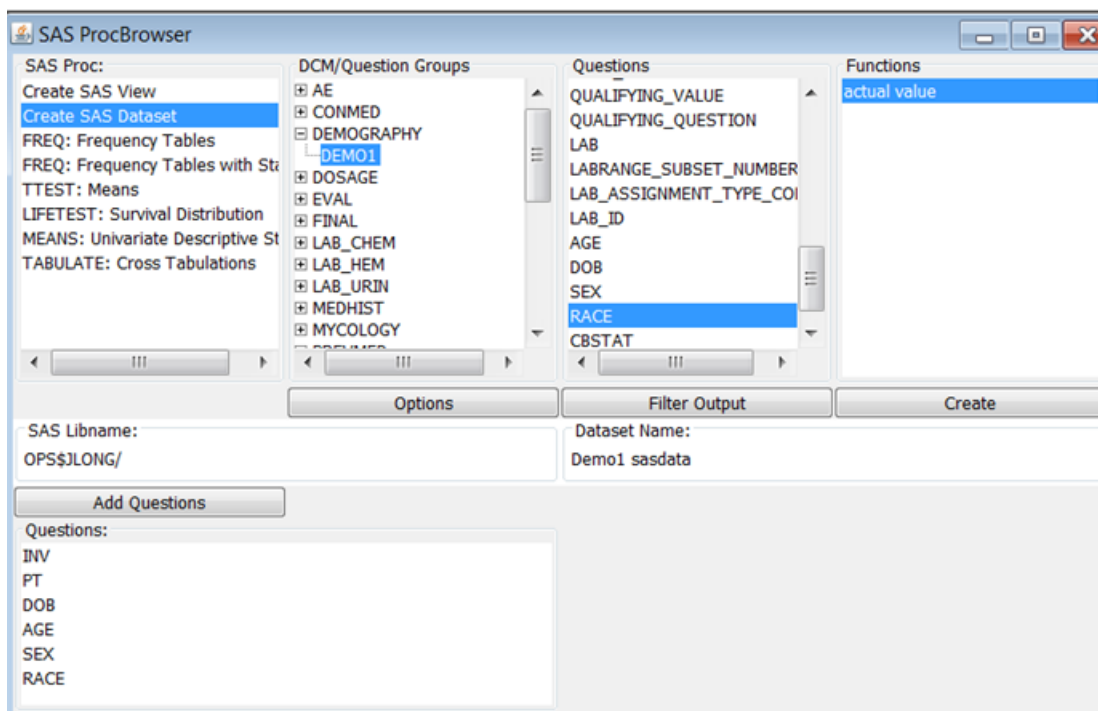 SAS ProcBrowser
SAS Proc:
Create SAS View
Create SAS Dataset
FREQ: Frequency Tables
FREQ: Frequency Tables with Sta
TTEST: Means
LIFETEST: Survival Distribution
MEANS: Univariate Descriptive St
TABULATE: Cross Tabulations
DCM/Question Groups
AE
CONMED
DEMOGRAPHY
DEMO1
DOSAGE
EVAL
FINAL
LAB_CHEM
LAB_HEM
LAB_URIN
MEDHIST
MYCOLOGY
Questions
QUALIFYING_VALUE
QUALIFYING_QUESTION
LAB
LABRANGE_SUBSET_NUMBER
LAB_ASSIGNMENT_TYPE_CO
LAB_ID
AGE
DOB
SEX
RACE
CBSTAT
Functions
actual value
Options
Filter Output
Create
SAS Libname:
OPS$JLONG/
Dataset Name:
Demo1 sasdata
Add Questions
Questions:
INV
PT
DOB
AGE
SEX
RACE